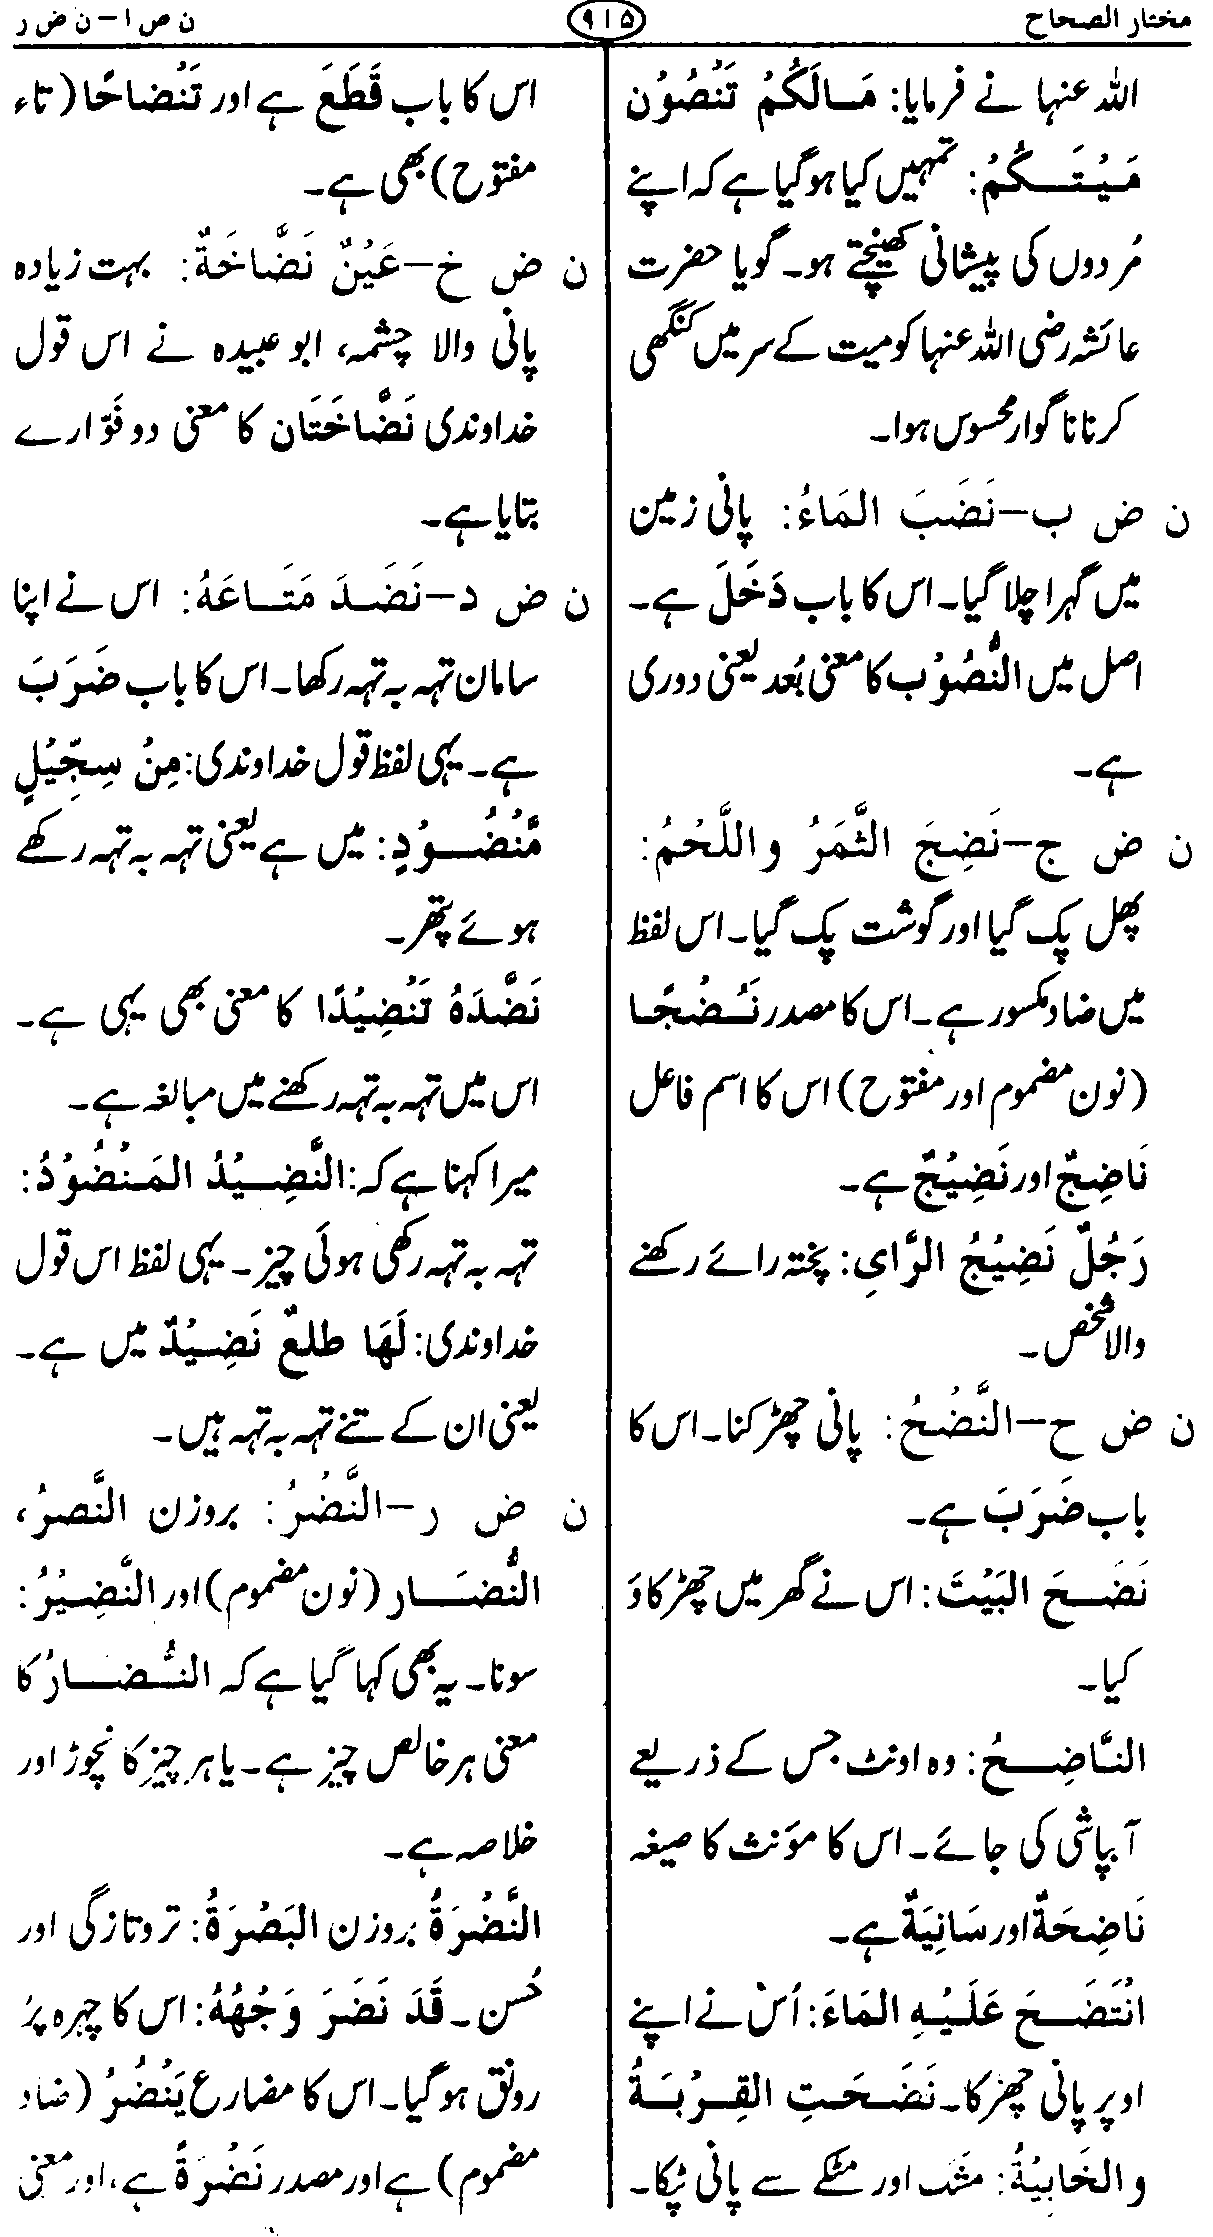 مختار الصحاح
۹۱۵
ن ص ا – ن ض ر
اللہ عنہا نے فرمایا: مَالَكُمْ تَنْصُوْن
مَيْتَكُمْ: تمہیں کیا ہو گیا ہے کہ اپنے
مُردوں کی پیشانی کھینچتے ہو۔ گویا حضرت
عائشہ رضی اللہ عنہا کو میت کے سر میں کنگھی
کرنا ناگوار محسوس ہوا۔
ن ض ب – نَضَبَ المَاءُ: پانی زمین
میں گہرا چلا گیا۔ اس کا باب دَخَلَ ہے۔
اصل میں النُّضُوْب کا معنی بُعد یعنی دوری
ہے۔
ن ض ج – نَضِجَ الثَّمَرُ و اللَّحْمُ:
پھل پک گیا اور گوشت پک گیا۔ اس لفظ
میں ضاد مکسور ہے۔ اس کا مصدر نَضْجًا
(نون مضموم اور مفتوح) اس کا اسم فاعل
نَاضِجٌ اور نَضِيْجٌ ہے۔
رَجُلٌ نَضِيْجُ الرَّايِ: پختہ رائے رکھنے
والا شخص۔
ن ض ح – النَّضْحُ: پانی چھڑکنا۔ اس کا
باب ضَرَبَ ہے۔
نَضَحَ البَيْتَ: اس نے گھر میں چھڑکاؤ
کیا۔
النَّاضِحُ: وہ اونٹ جس کے ذریعے
آبپاشی کی جائے۔ اس کا مؤنث کا صیغہ
نَاضِحَةٌ اور سَانِيَةٌ ہے۔
انْتَضَحَ عَلَيْهِ المَاءَ: اُس نے اپنے
اوپر پانی چھڑکا۔ نَضَحَتِ القِرْبَةُ
و الخَابِيَةُ: مشک اور مٹکے سے پانی ٹپکا۔
اس کا باب قَطَعَ ہے اور تَنْضاحًا (تاء
مفتوح) بھی ہے۔
ن ض خ – عَيْنٌ نَضَّاخَةٌ: بہت زیادہ
پانی والا چشمہ، ابو عبیدہ نے اس قول
خداوندی نَضَّاخَتَان کا معنی دو فوّارے
بتایا ہے۔
ن ض د – نَضَدَ مَتَاعَهُ: اس نے اپنا
سامان تہہ بہ تہہ رکھا۔ اس کا باب ضَرَبَ
ہے۔ یہی لفظ قول خداوندی: مِنْ سِجِّيْلٍ
مَّنْضُوْدٍ: میں ہے یعنی تہہ بہ تہہ رکھے
ہوئے پتھر۔
نَضَّدَهُ تَنْضِيْدًا کا معنی بھی یہی ہے۔
اس میں تہہ بہ تہہ رکھنے میں مبالغہ ہے۔
میرا کہنا ہے کہ: النَّضِيْدُ المَنْضُوْدُ:
تہہ بہ تہہ رکھی ہوئی چیز۔ یہی لفظ اس قول
خداوندی: لَهَا طلعٌ نَضِيْدٌ میں ہے۔
یعنی ان کے تنے تہہ بہ تہہ ہیں۔
ن ض ر – النَّضْرُ: بروزن النَّصرُ،
النُّضَار (نون مضموم) اور النَّضِيْرُ:
سونا۔ یہ بھی کہا گیا ہے کہ النُّضَارُ کا
معنی ہر خالص چیز ہے۔ یا ہر چیز کا نچوڑ اور
خلاصہ ہے۔
النَّضْرَةُ بروزن البَصْرَةُ: تروتازگی اور
حُسن۔ قَدَ نَضَرَ وَجْهُهُ: اس کا چہرہ پُر
رونق ہو گیا۔ اس کا مضارع يَنْضُرُ (ضاد
مضموم) ہے اور مصدر نَضْرَةً ہے، اور معنی